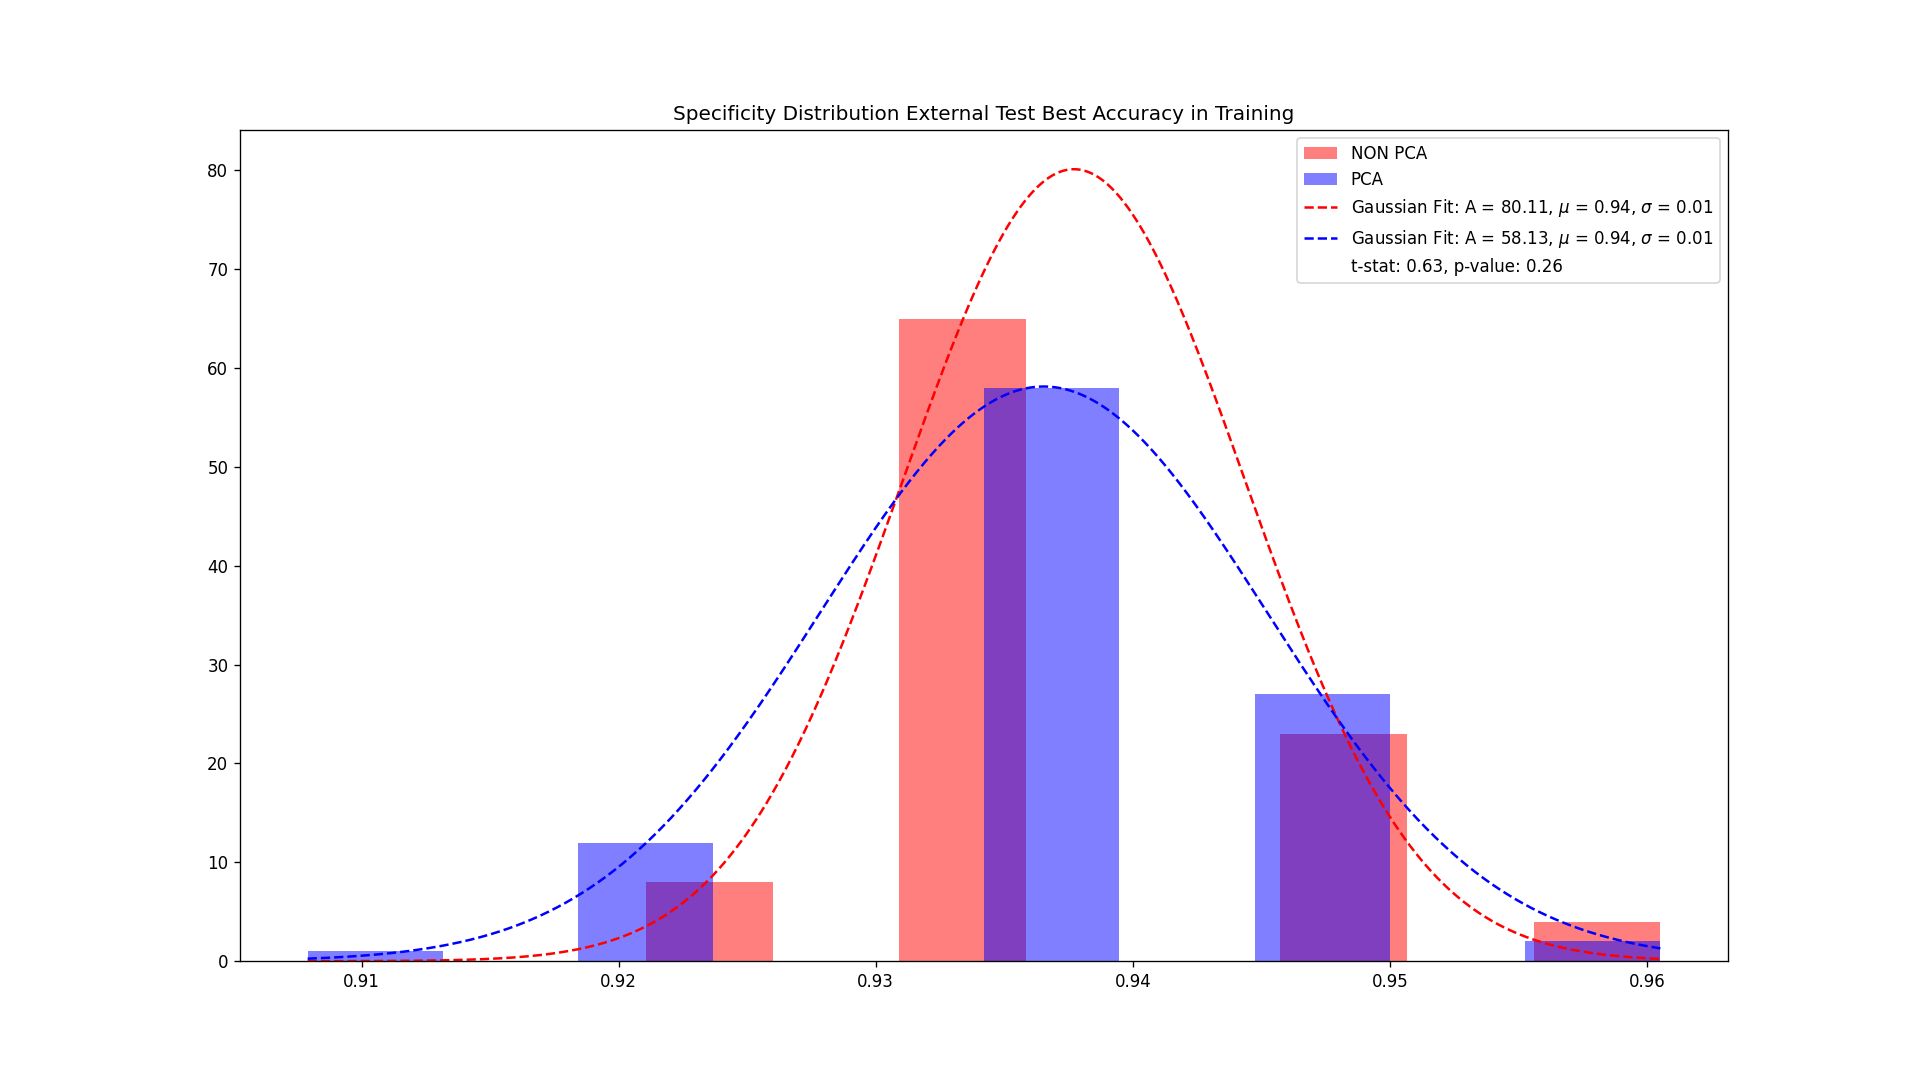 Specificity Distribution External Test Best Accuracy in Training
NON PCA
PCA
Gaussian Fit: A = 80.11, μ = 0.94, σ = 0.01
Gaussian Fit: A = 58.13, μ = 0.94, σ = 0.01
t-stat: 0.63, p-value: 0.26
80
70
60
50
40
30
20
10
0
0.91 0.92 0.93 0.94 0.95 0.96